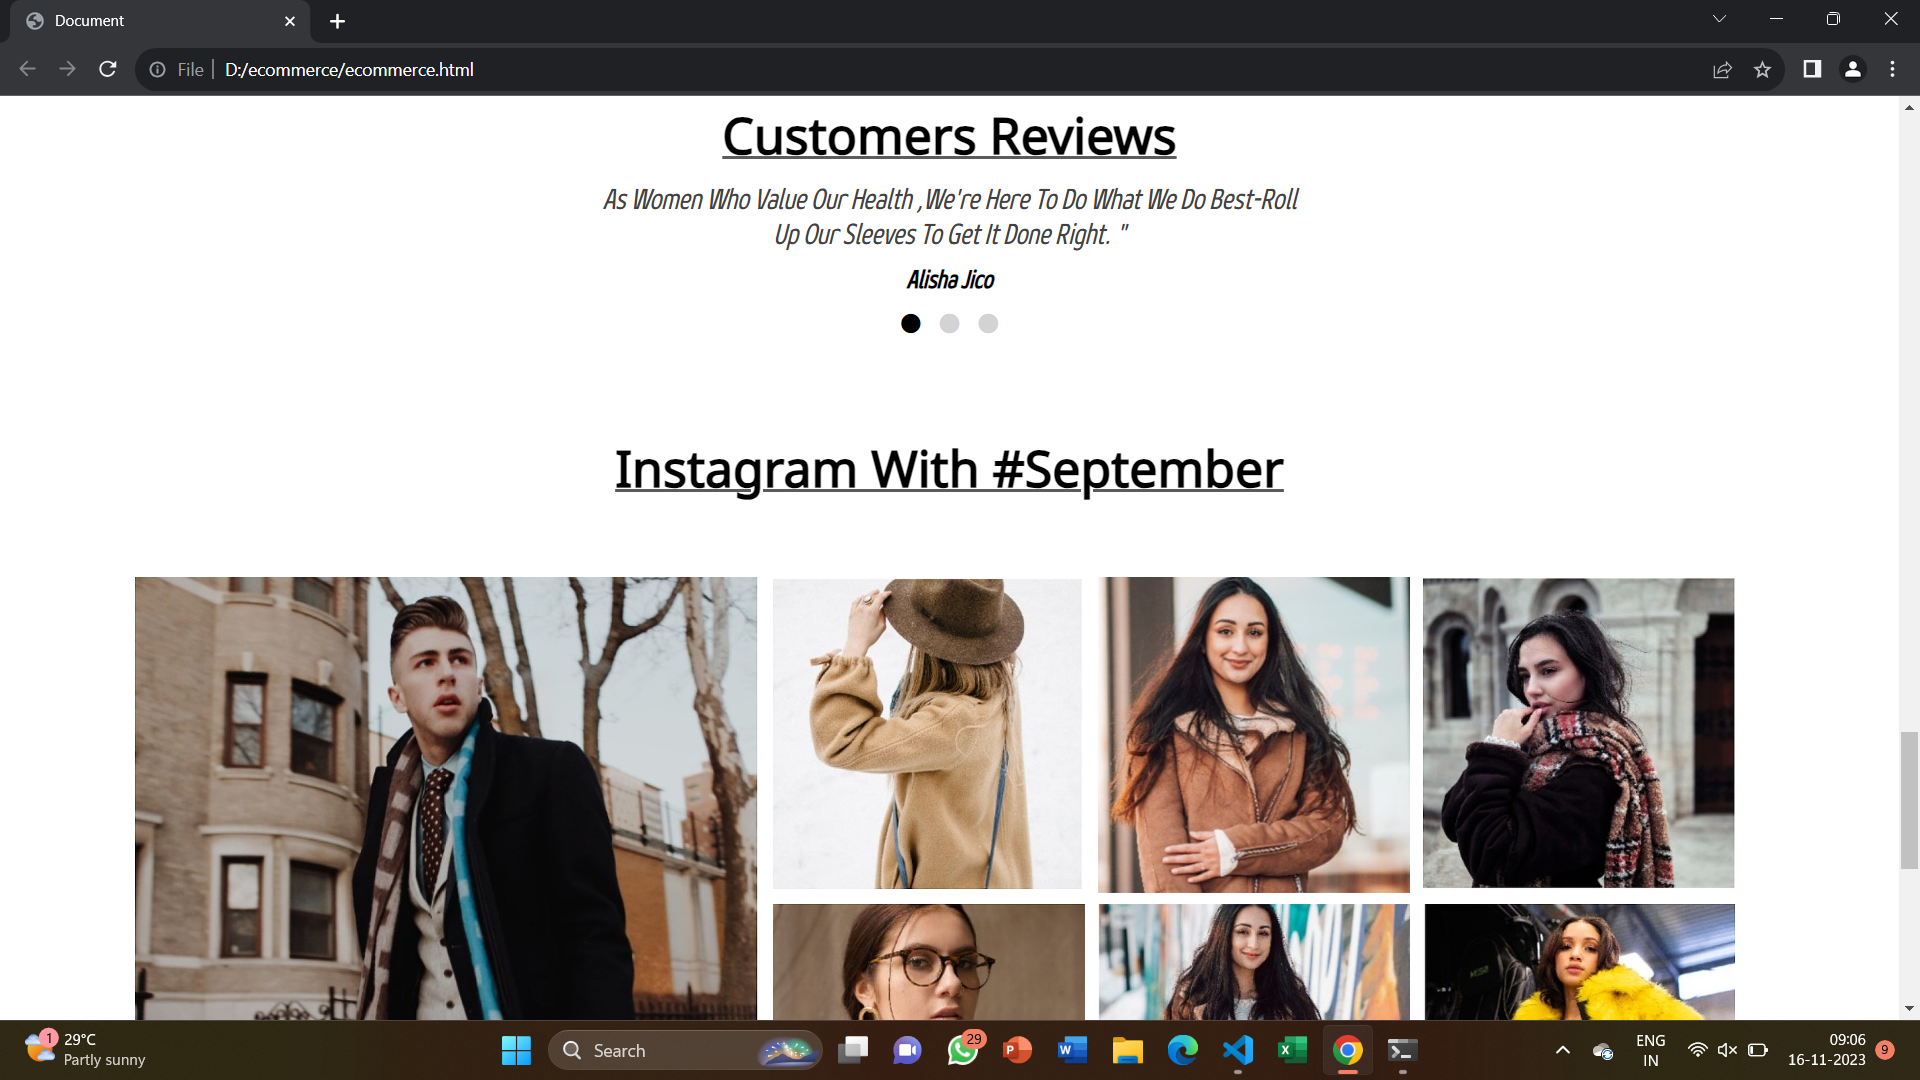 Document
File
D:/ecommerce/ecommerce.html
Customers Reviews
As Women Who Value Our Health ,We're Here To Do What We Do Best-Roll
Up Our Sleeves To Get It Done Right. "
Alisha Jico
Instagram With #September
1
29°C
Partly sunny
Search
29
ENG
IN
09:06
16-11-2023
9